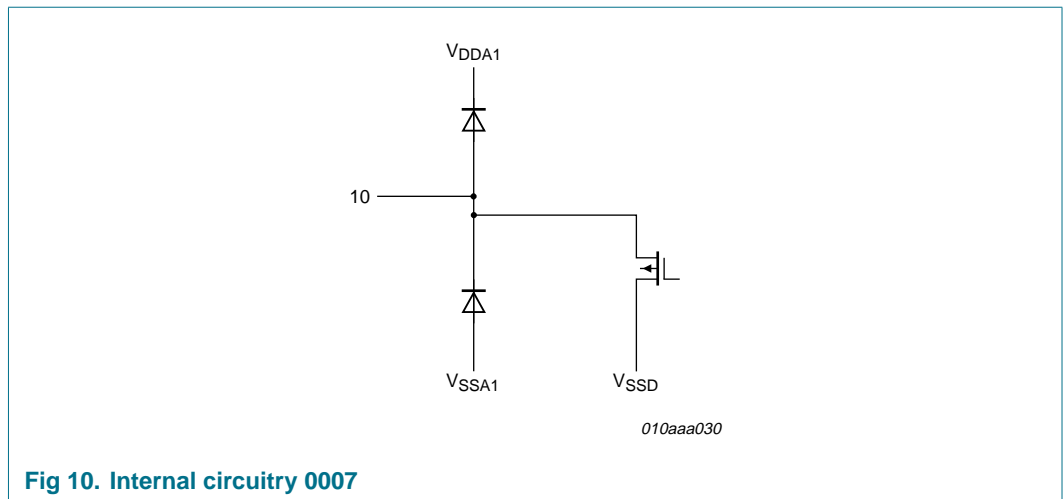 VDDA1
10
VSSA1 VSSD
010aaa030
Fig 10. Internal circuitry 0007